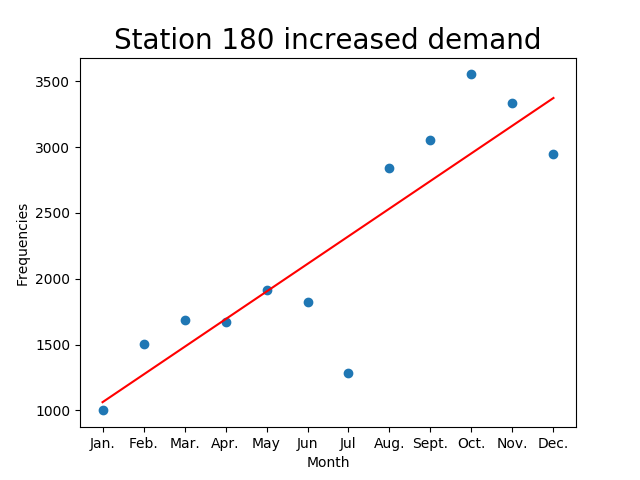 Station 180 increased demand
3500
3000
2500
2000
1500
1000
Frequencies
Jan. Feb. Mar. Apr. May Jun Jul Aug. Sept. Oct. Nov. Dec.
Month